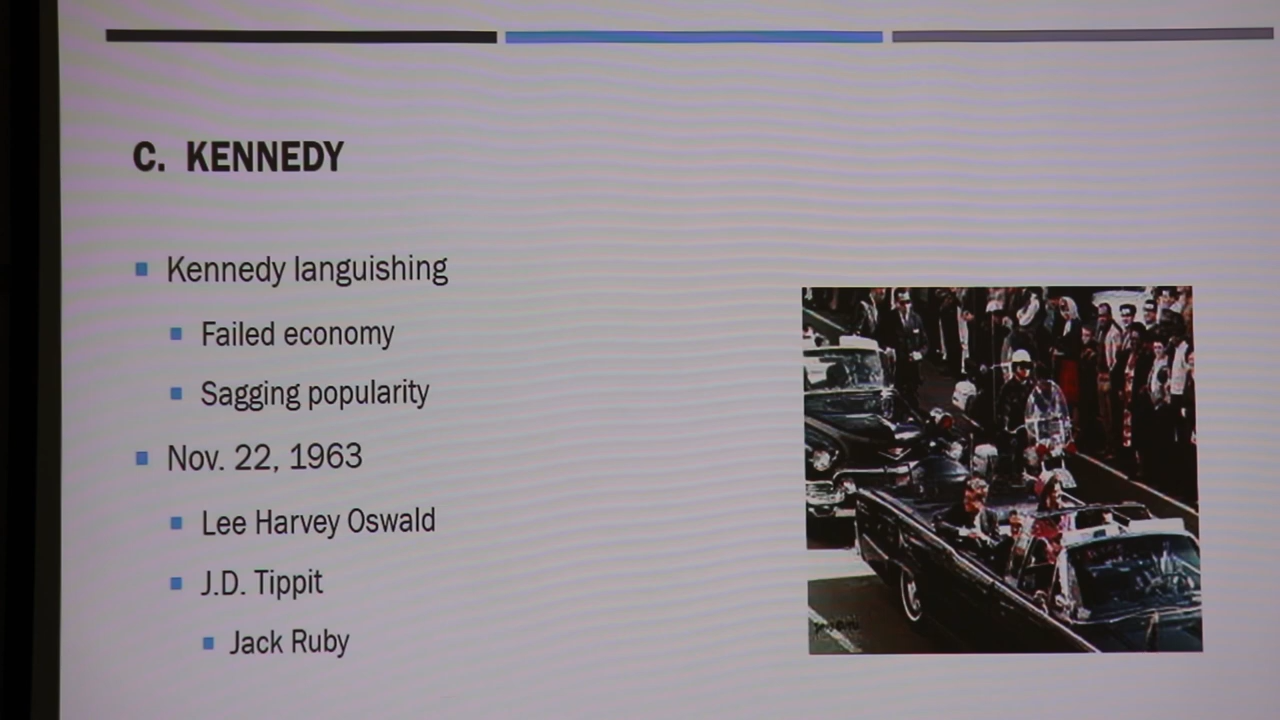 C. KENNEDY
Kennedy languishing
Failed economy
Sagging popularity
Nov. 22, 1963
Lee Harvey Oswald
J.D. Tippit
Jack Ruby